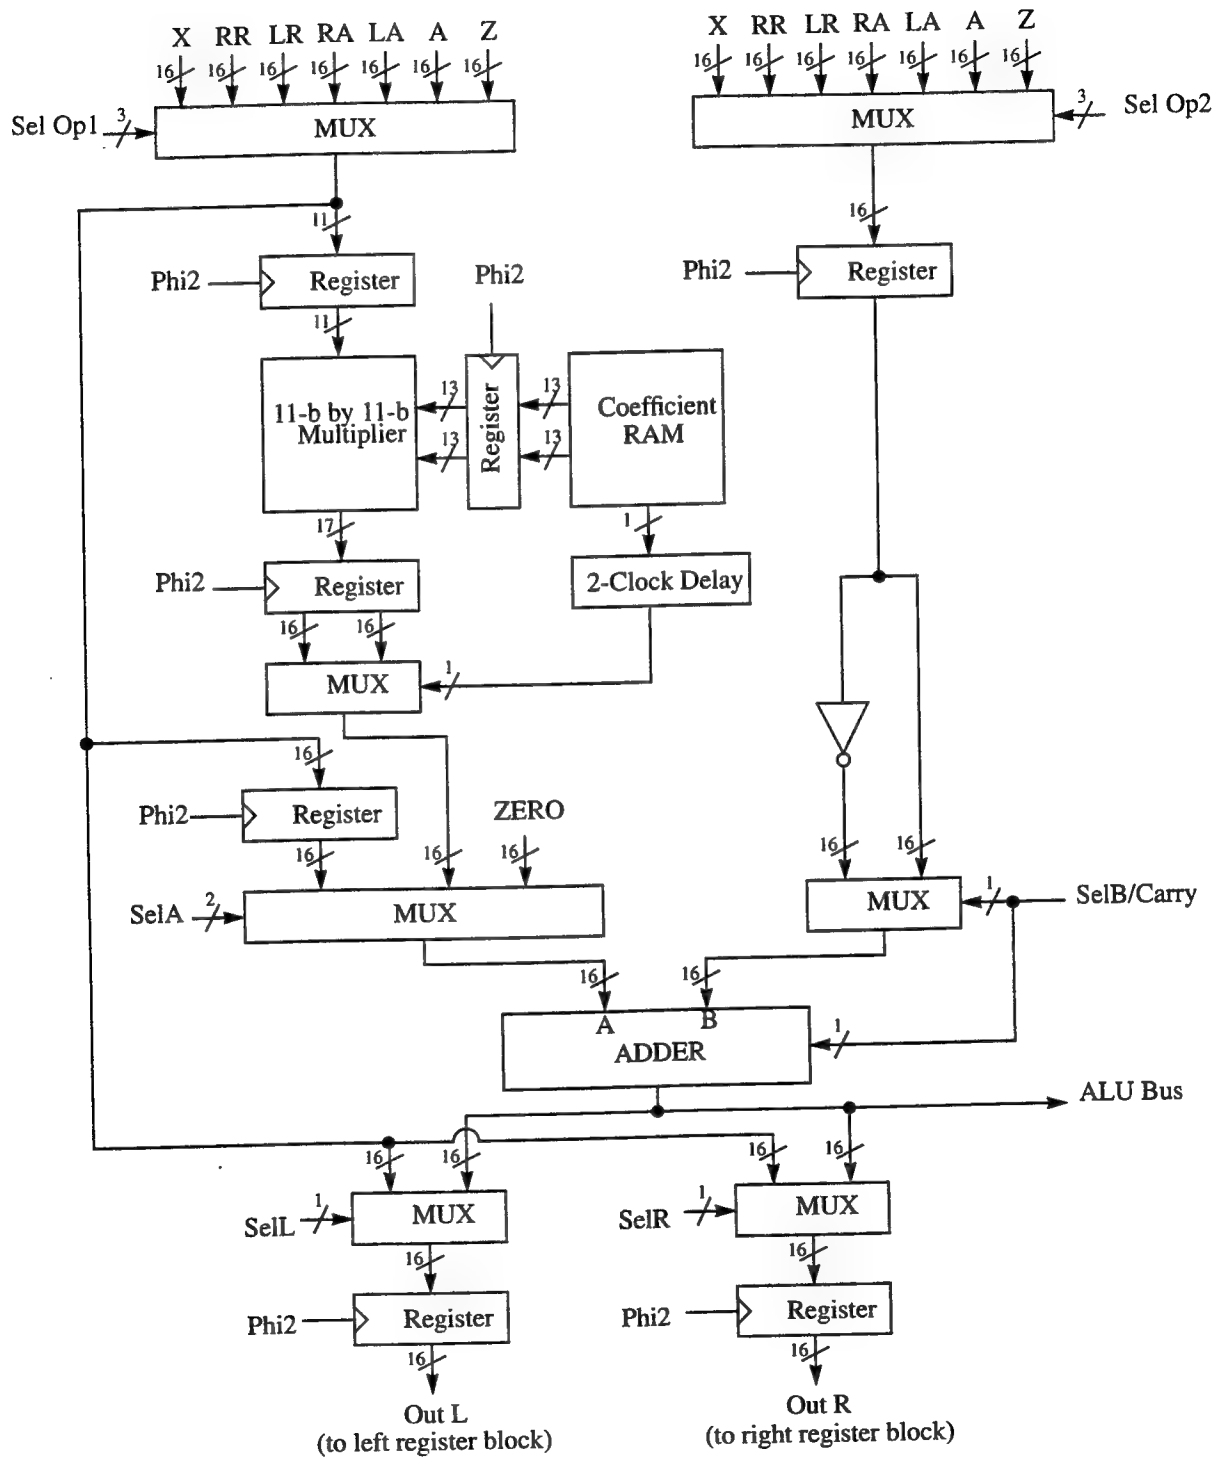 X RR LR RA LA A Z
16 16 16 16 16 16 16
Sel Op1 3
MUX
X RR LR RA LA A Z
16 16 16 16 16 16 16
MUX
3 Sel Op2
11
16
Phi2
Register
Phi2
Phi2
Register
11
11-b by 11-b
Multiplier
13
13
Register
13
13
Coefficient
RAM
17
1
Phi2
Register
2-Clock Delay
16 16
MUX
1
16
Phi2
Register
ZERO
16 16 16
16 16
SelA 2
MUX
MUX
1
SelB/Carry
16 16
A B
ADDER
1
ALU Bus
16 16
16 16
SelL 1
MUX
SelR 1
MUX
16
16
Phi2
Register
Phi2
Register
16
16
Out L
(to left register block)
Out R
(to right register block)